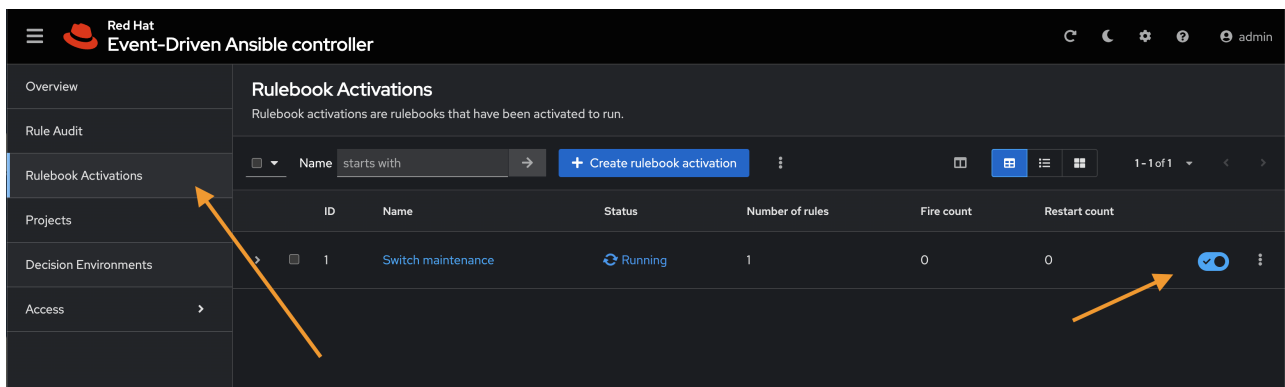 Red Hat
Event-Driven Ansible controller
admin
Overview
Rule Audit
Rulebook Activations
Projects
Decision Environments
Access
Rulebook Activations
Rulebook activations are rulebooks that have been activated to run.
Name starts with + Create rulebook activation 1 - 1 of 1
ID Name Status Number of rules Fire count Restart count
1 Switch maintenance Running 1 0 0